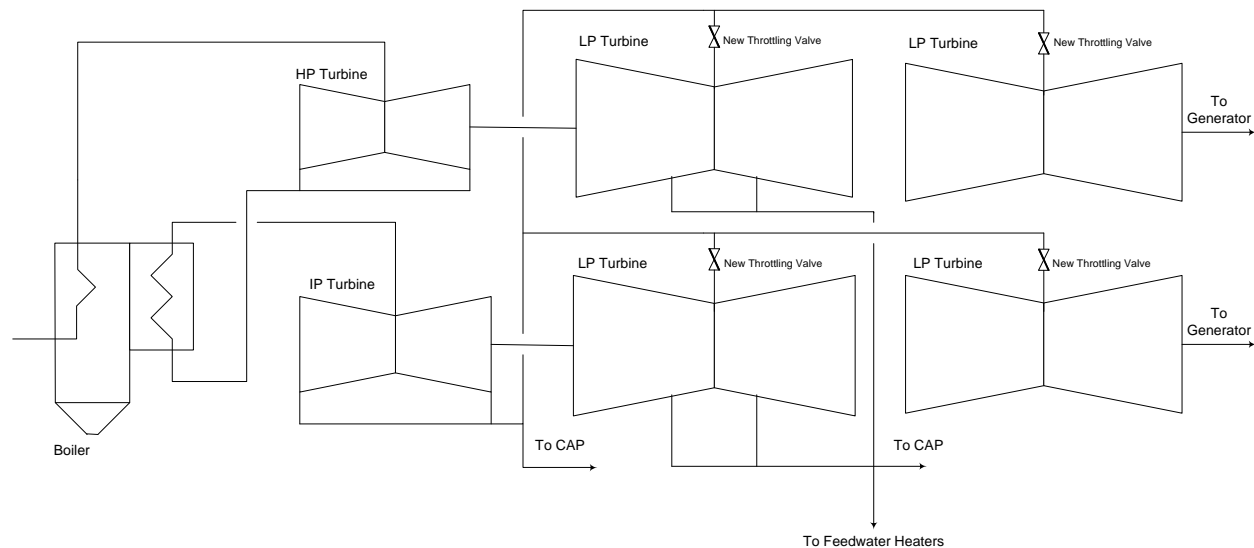 LP Turbine
New Throttling Valve
LP Turbine
New Throttling Valve
HP Turbine
To
Generator
LP Turbine
New Throttling Valve
LP Turbine
New Throttling Valve
IP Turbine
To
Generator
Boiler
To CAP
To CAP
To Feedwater Heaters